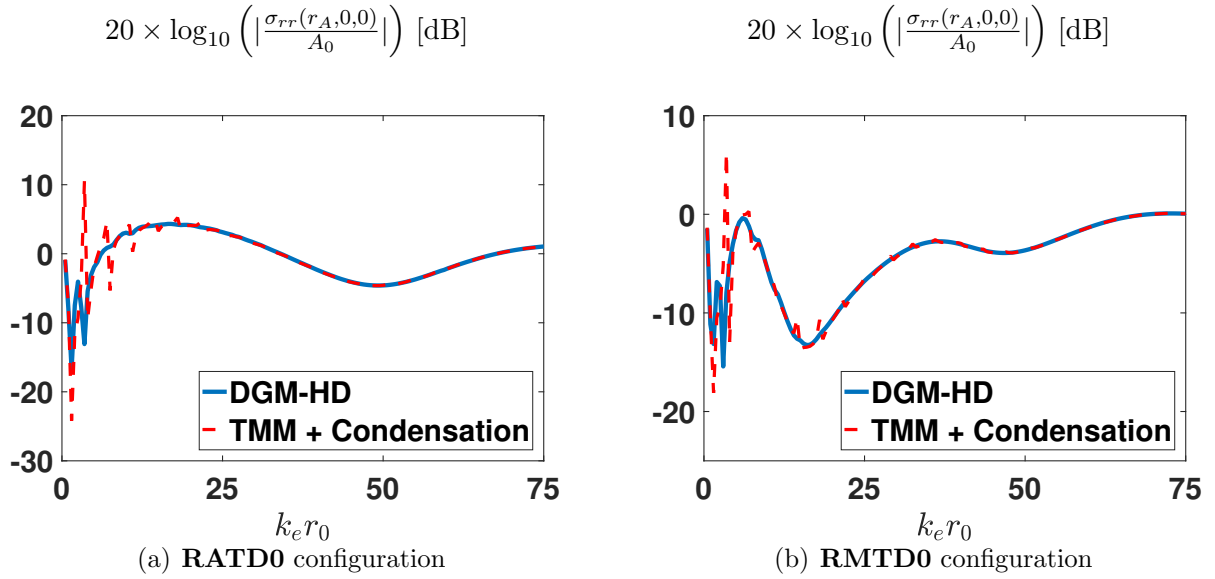 20 × log₁₀ (|σᵣᵣ(r_A,0,0)/A₀|) [dB]
20
10
0
-10
-20
-30
0
25
50
75
DGM-HD
TMM + Condensation
kₑr₀
(a) RATD0 configuration
20 × log₁₀ (|σᵣᵣ(r_A,0,0)/A₀|) [dB]
10
0
-10
-20
0
25
50
75
DGM-HD
TMM + Condensation
kₑr₀
(b) RMTD0 configuration